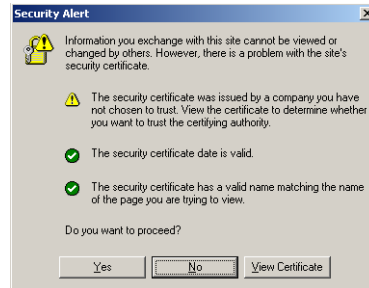 Security Alert
Information you exchange with this site cannot be viewed or
changed by others. However, there is a problem with the site's
security certificate.
The security certificate was issued by a company you have
not chosen to trust. View the certificate to determine whether
you want to trust the certifying authority.
The security certificate date is valid.
The security certificate has a valid name matching the name
of the page you are trying to view.
Do you want to proceed?
Yes
No
View Certificate